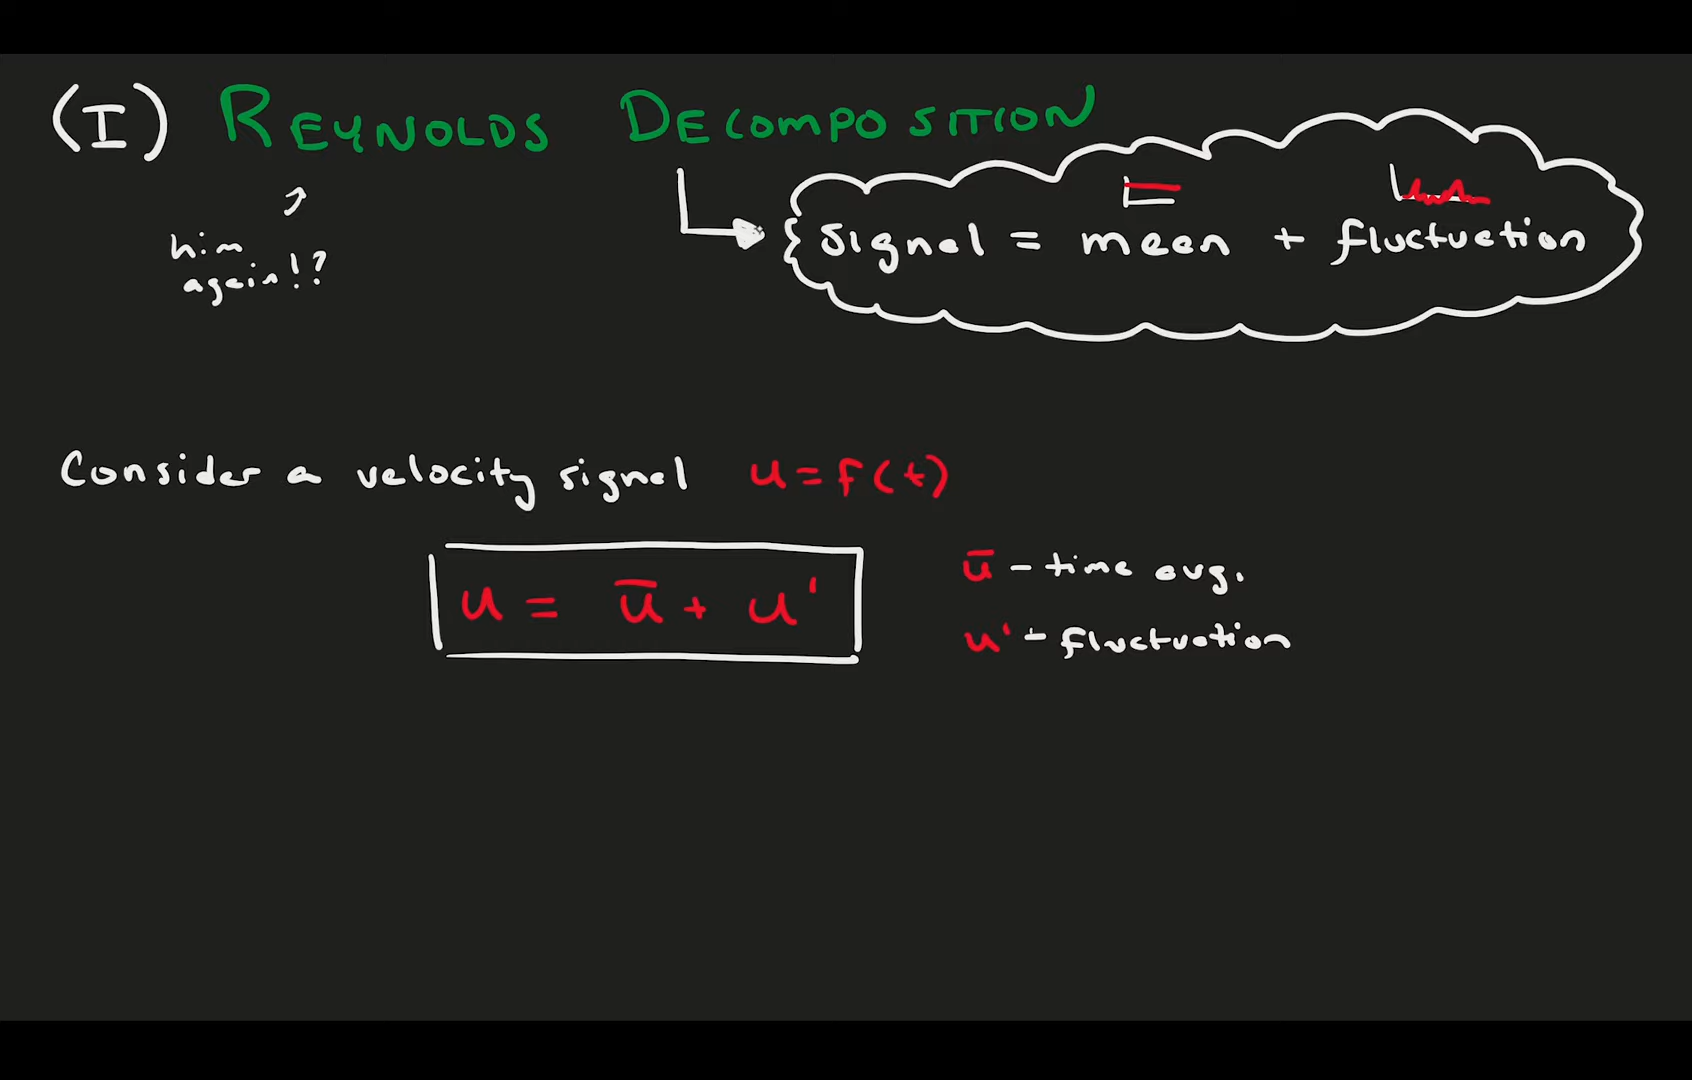 (I) REYNOLDS DECOMPOSITION
him
again!?
signal = mean + fluctuation
Consider a velocity signal u = f(t)
u = ū + u'
ū - time avg.
u' - fluctuation